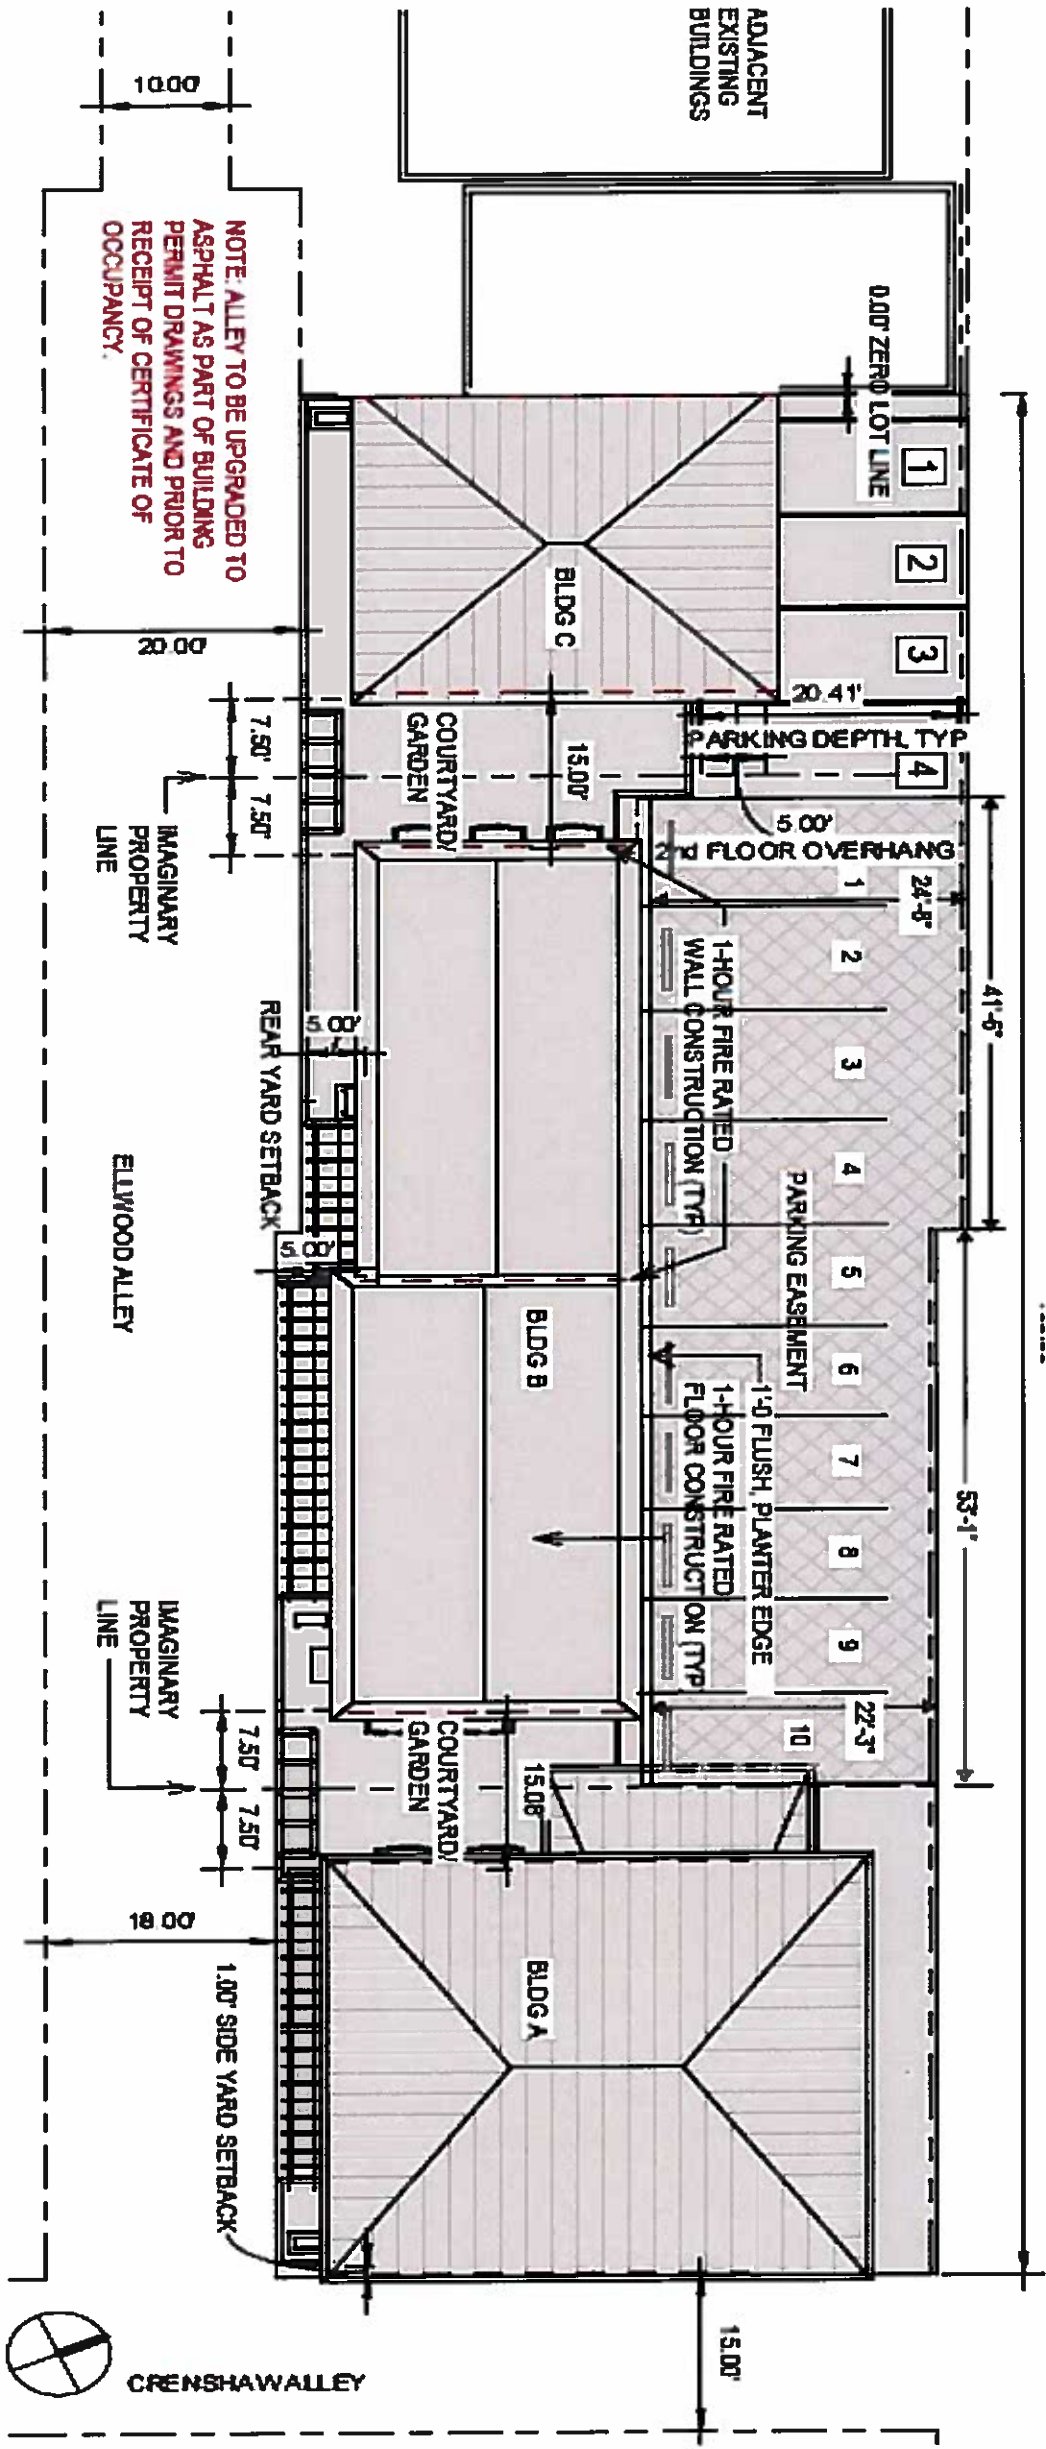 ADJACENT
EXISTING
BUILDINGS
10.00'
NOTE: ALLEY TO BE UPGRADED TO
ASPHALT AS PART OF BUILDING
PERMIT DRAWINGS AND PRIOR TO
RECEIPT OF CERTIFICATE OF
OCCUPANCY.
0.00' ZERO LOT LINE
1
2
3
4
BLDG C
20.00'
20.41'
PARKING DEPTH, TYP
7.50'
7.50'
COURTYARD/
GARDEN
15.00'
5.00'
2nd FLOOR OVERHANG
IMAGINARY
PROPERTY
LINE
24'-8"
41'-6"
1
2
3
4
5
6
7
8
9
10
1-HOUR FIRE RATED
WALL CONSTRUCTION (TYP)
PARKING EASEMENT
5.00'
REAR YARD SETBACK
5.00'
ELLWOOD ALLEY
BLDG B
1'-0 FLUSH, PLANTER EDGE
1-HOUR FIRE RATED
FLOOR CONSTRUCTION (TYP
53'-1"
22'-3"
IMAGINARY
PROPERTY
LINE
7.50'
7.50'
COURTYARD/
GARDEN
15.08'
18.00'
BLDG A
1.00' SIDE YARD SETBACK
15.00'
CRENSHAW ALLEY